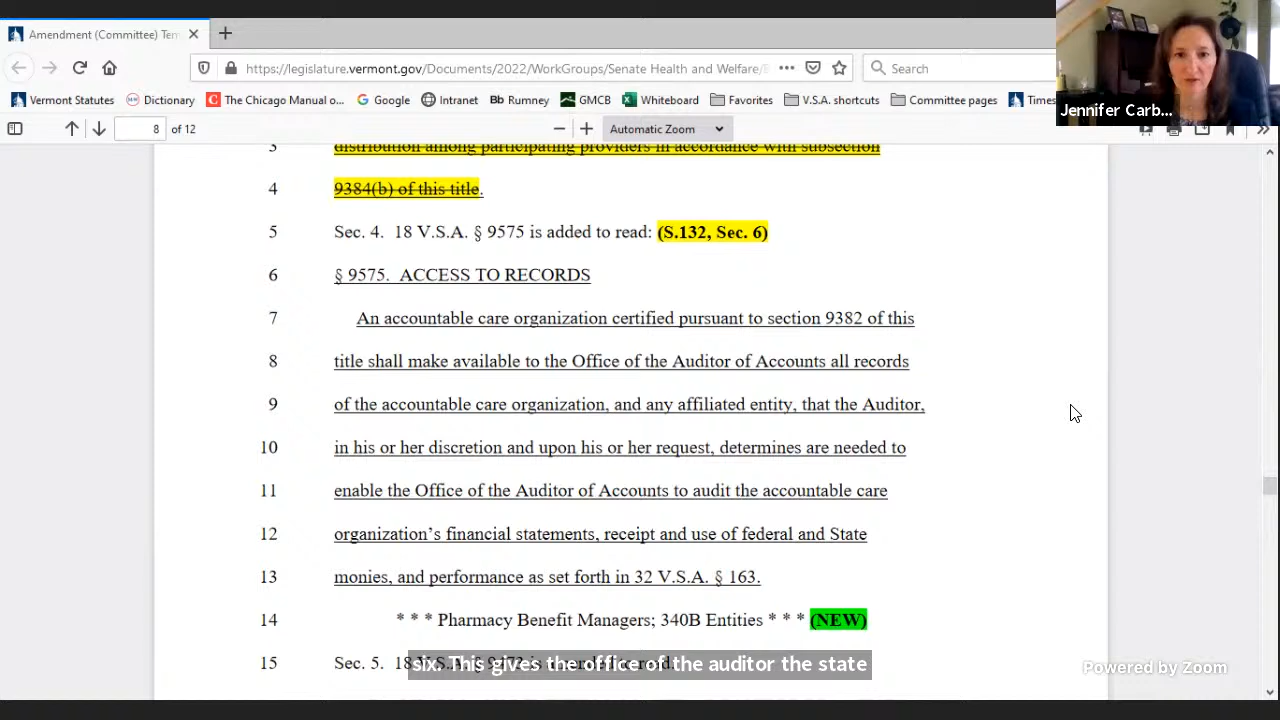 Amendment (Committee) Tem
https://legislature.vermont.gov/Documents/2022/WorkGroups/Senate Health and Welfare/
Search
Vermont Statutes
Dictionary
The Chicago Manual o...
Google
Intranet
Bb Rumney
GMCB
Whiteboard
Favorites
V.S.A. shortcuts
Committee pages
Times
Jennifer Carb...
8 of 12
Automatic Zoom
3 distribution among participating providers in accordance with subsection
4 9384(b) of this title.
5 Sec. 4. 18 V.S.A. § 9575 is added to read: (S.132, Sec. 6)
6 § 9575. ACCESS TO RECORDS
7 An accountable care organization certified pursuant to section 9382 of this
8 title shall make available to the Office of the Auditor of Accounts all records
9 of the accountable care organization, and any affiliated entity, that the Auditor,
10 in his or her discretion and upon his or her request, determines are needed to
11 enable the Office of the Auditor of Accounts to audit the accountable care
12 organization's financial statements, receipt and use of federal and State
13 monies, and performance as set forth in 32 V.S.A. § 163.
14 * * * Pharmacy Benefit Managers; 340B Entities * * * (NEW)
15 Sec. 5. 18
six. This gives the office of the auditor the state
Powered by Zoom